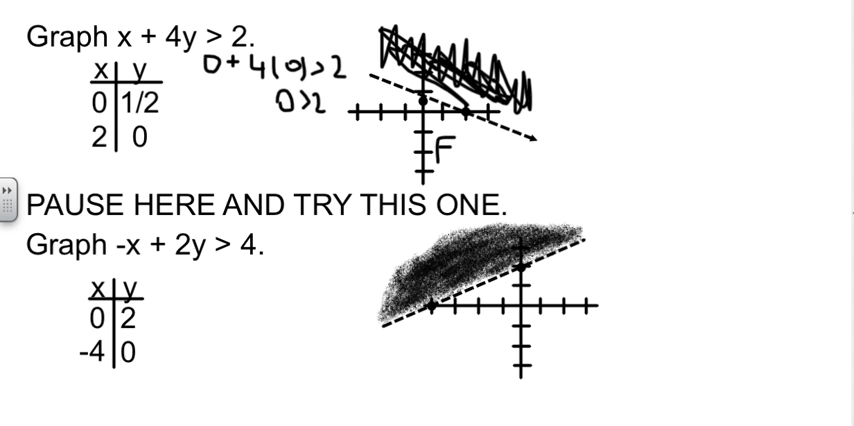 Graph x + 4y > 2.
x y
0 1/2
2 0
0+4(0)>2
0>2
F
PAUSE HERE AND TRY THIS ONE.
Graph -x + 2y > 4.
x y
0 2
-4 0